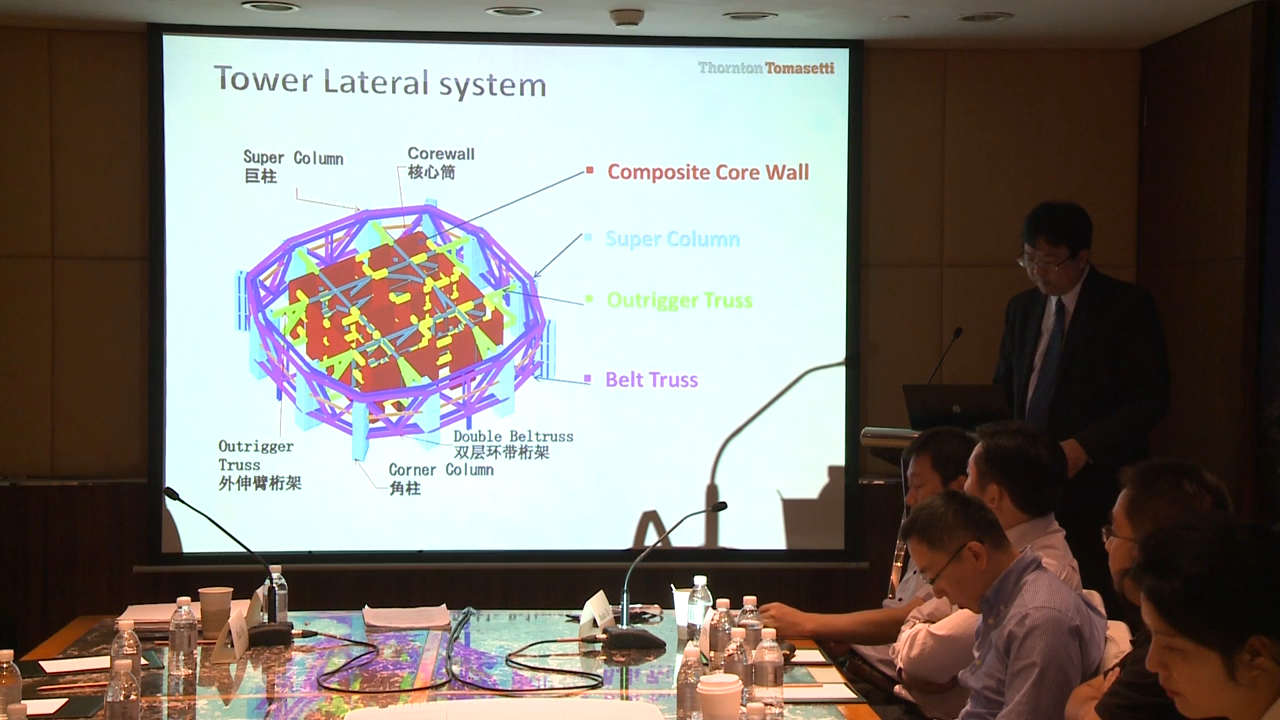 Tower Lateral system
Thornton Tomasetti
Super Column
巨柱
Corewall
核心筒
Composite Core Wall
Super Column
Outrigger Truss
Belt Truss
Outrigger
Truss
外伸臂桁架
Double Beltruss
双层环带桁架
Corner Column
角柱